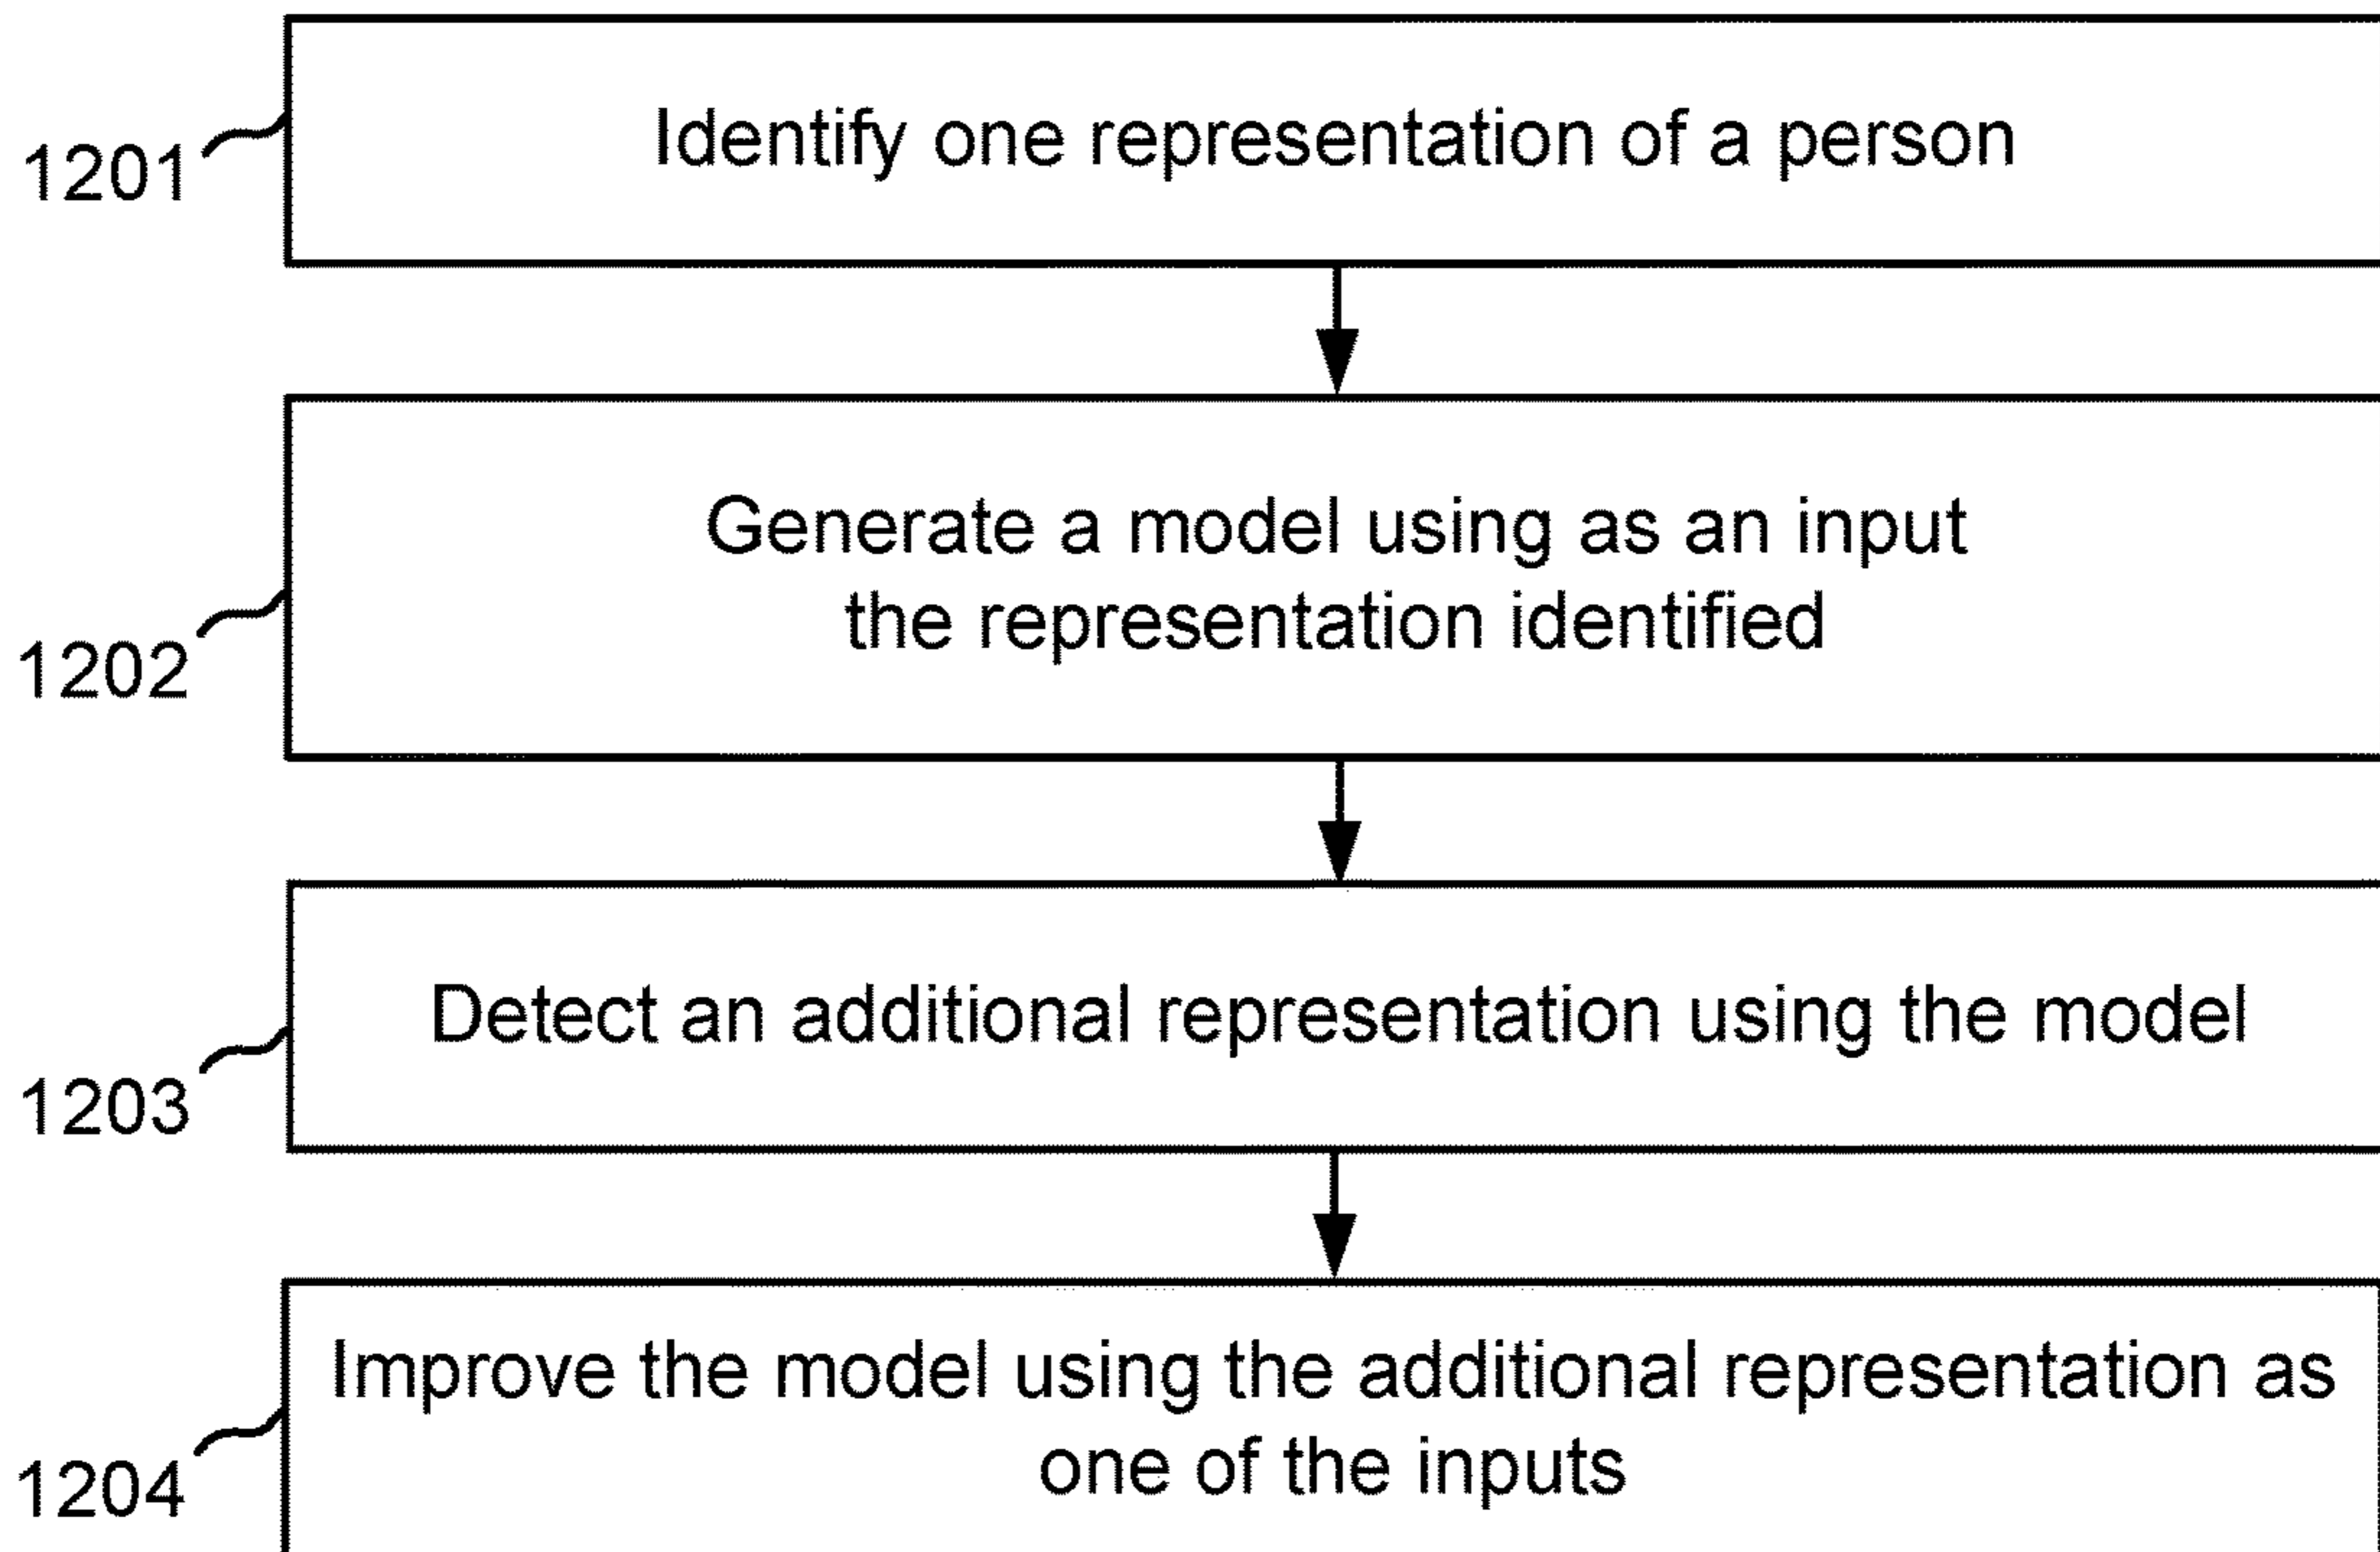 1201
Identify one representation of a person
1202
Generate a model using as an input
the representation identified
1203
Detect an additional representation using the model
1204
Improve the model using the additional representation as
one of the inputs